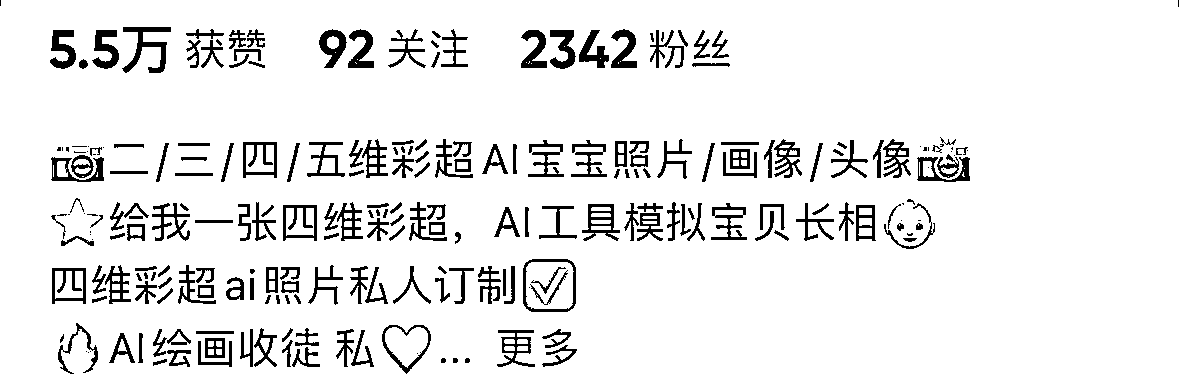 5.5万 获赞 92 关注 2342 粉丝
📷二/三/四/五维彩超AI宝宝照片/画像/头像📸
⭐给我一张四维彩超，AI工具模拟宝贝长相👶
四维彩超ai照片私人订制✅
🔥AI绘画收徒 私♡... 更多